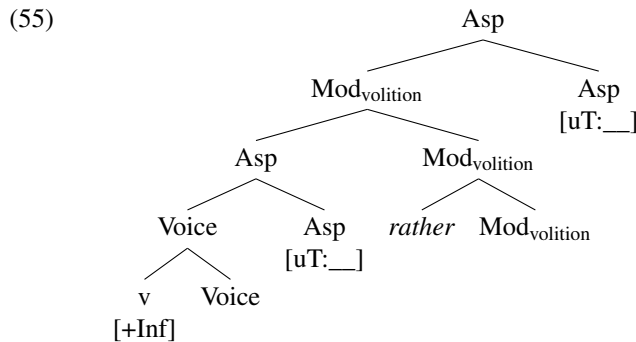 (55) Asp
Mod_volition Asp
[uT:__]
Asp Mod_volition
Voice Asp rather Mod_volition
[uT:__]
v Voice
[+Inf]